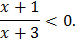 (x + 1)/(x + 3) < 0.